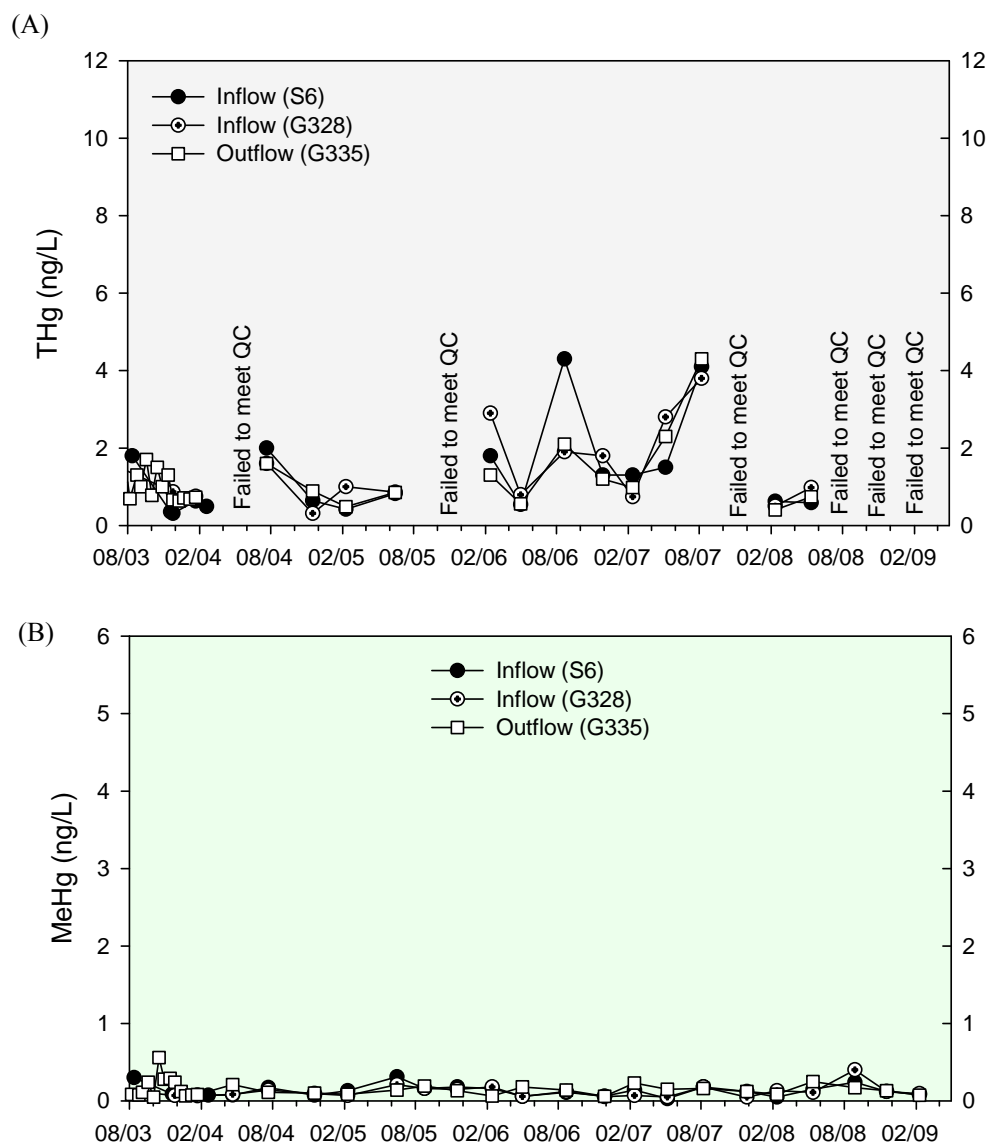 (A)
12 12
Inflow (S6)
Inflow (G328)
Outflow (G335)
10 10
8 8
6 6
4 4
2 2
0 0
THg (ng/L)
Failed to meet QC
Failed to meet QC
Failed to meet QC
Failed to meet QC
Failed to meet QC
Failed to meet QC
08/03 02/04 08/04 02/05 08/05 02/06 08/06 02/07 08/07 02/08 08/08 02/09
(B)
6 6
Inflow (S6)
Inflow (G328)
Outflow (G335)
5 5
4 4
3 3
2 2
1 1
0 0
MeHg (ng/L)
08/03 02/04 08/04 02/05 08/05 02/06 08/06 02/07 08/07 02/08 08/08 02/09